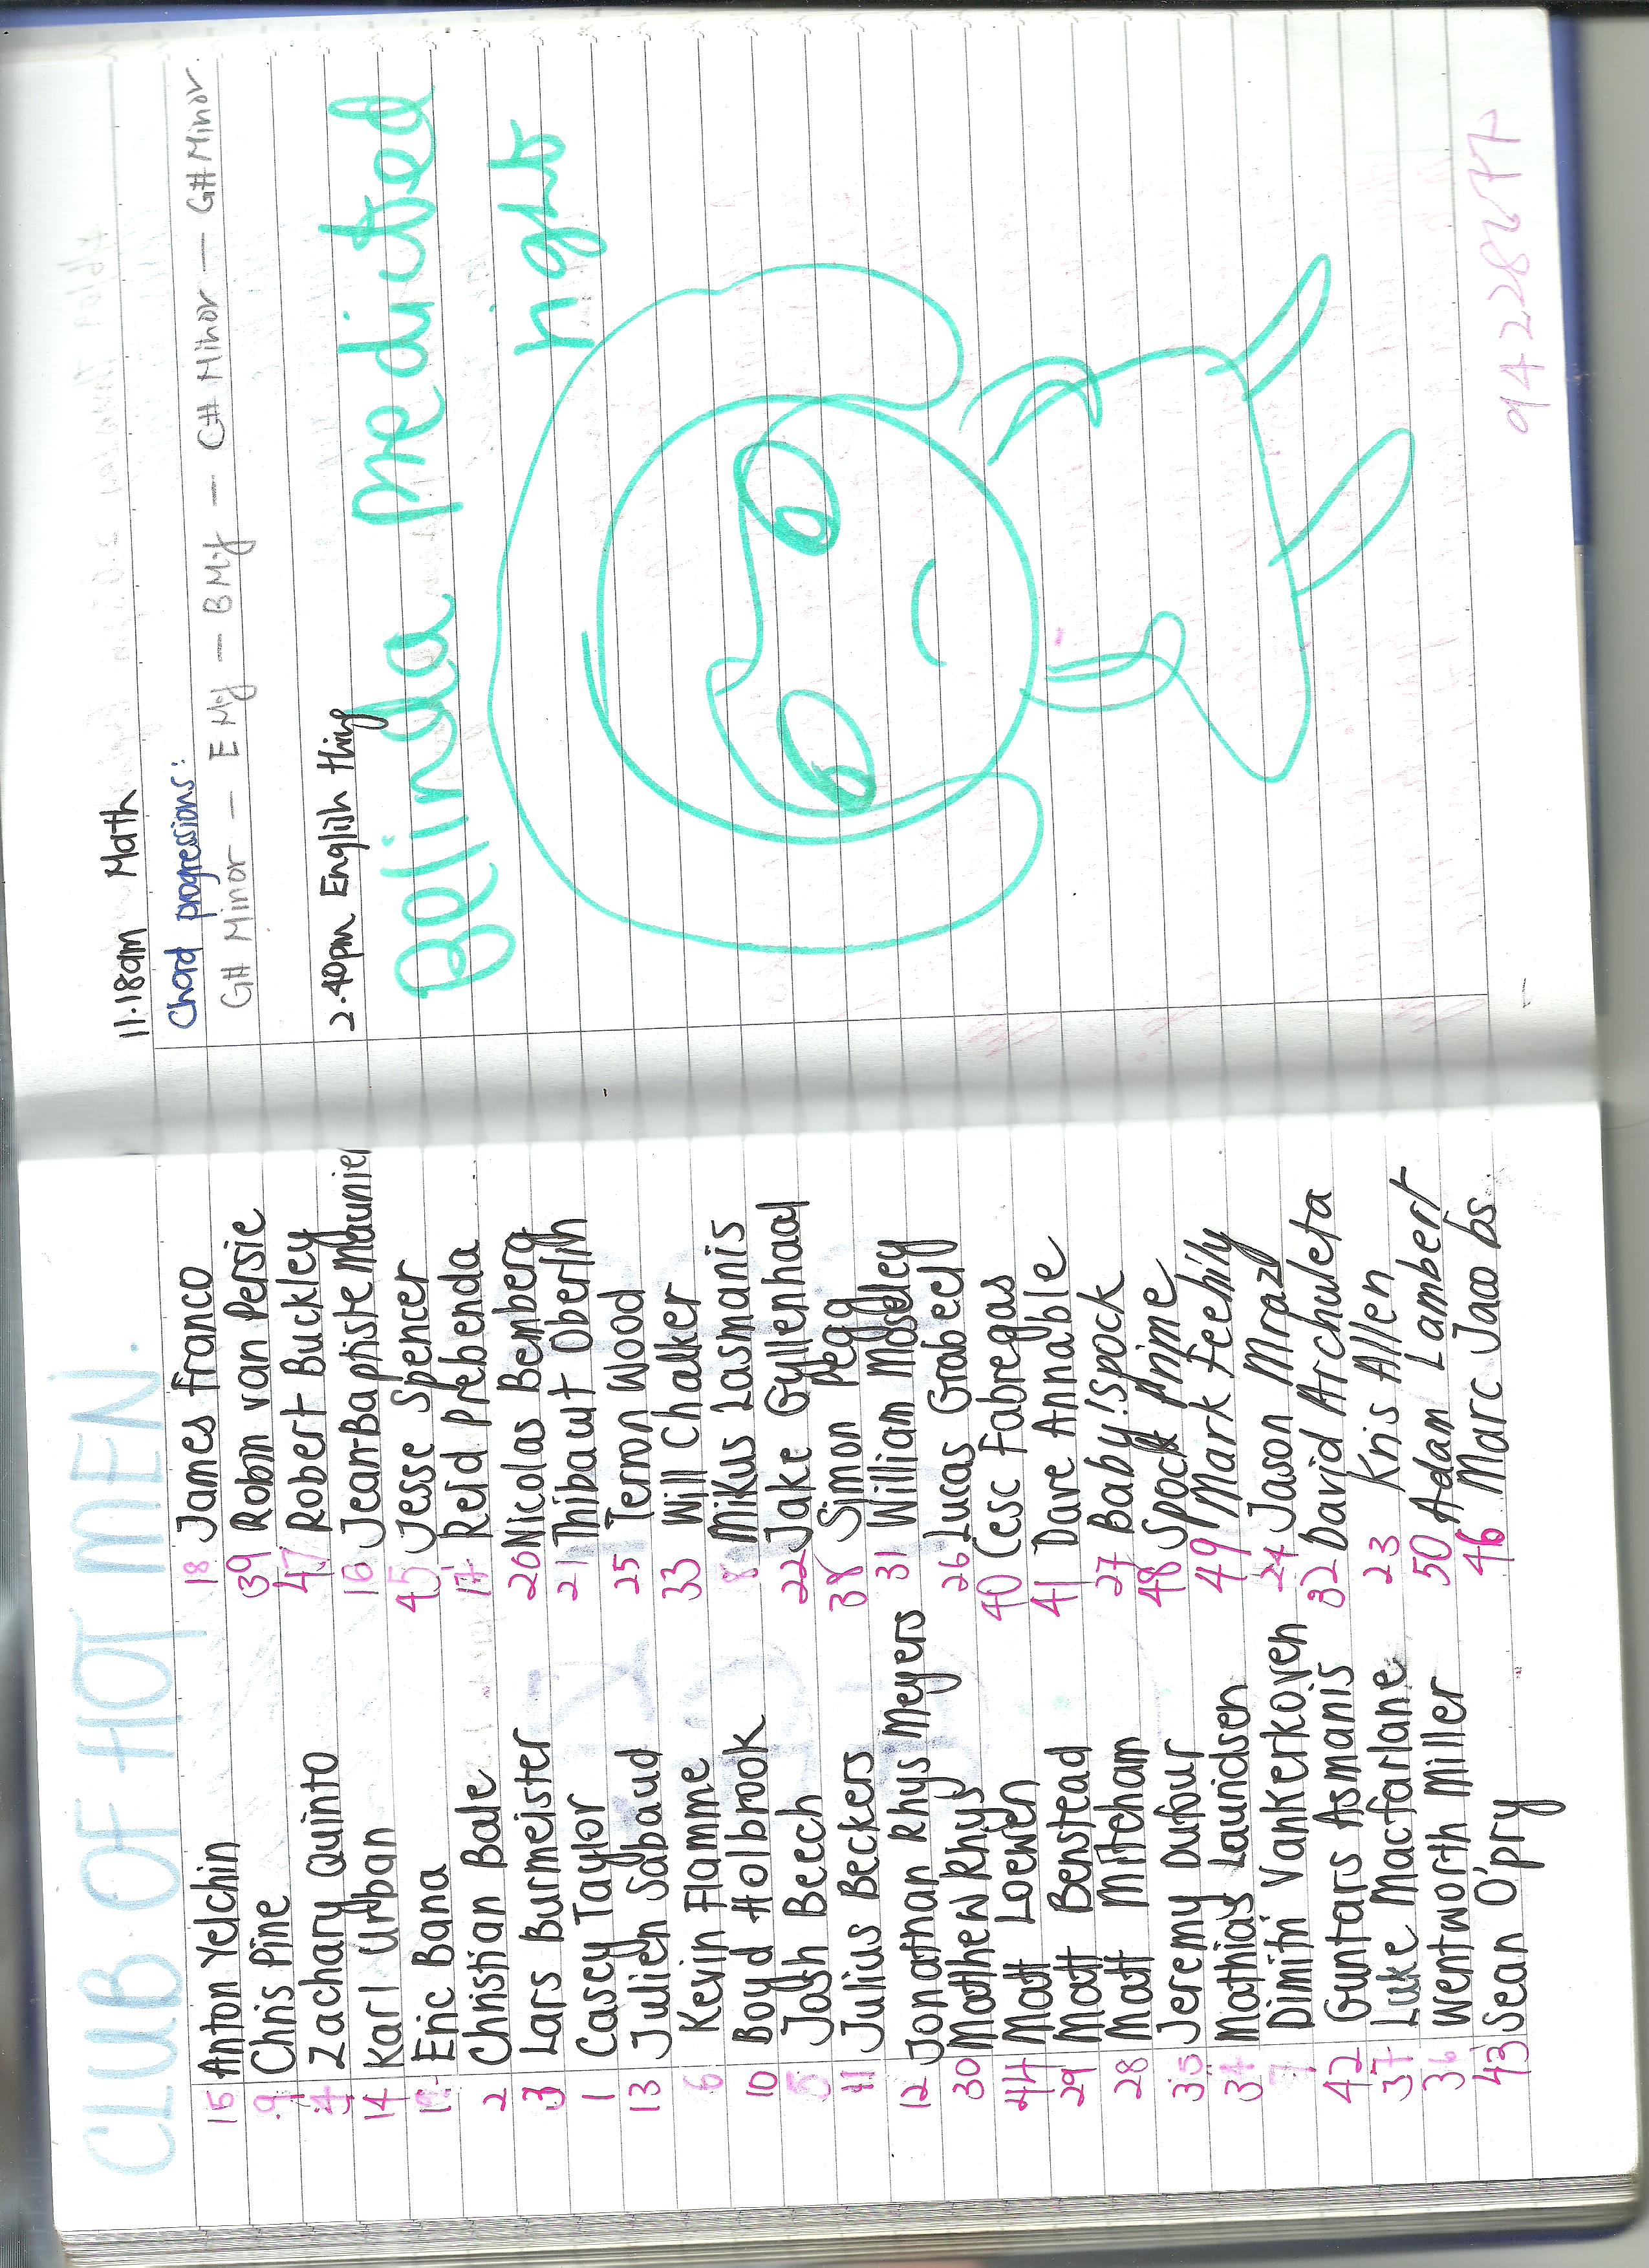 CLUB OF HOT MEN.
15 Anton Yelchin
9 Chris Pine
4 Zachary Quinto
14 Karl Urban
19 Eric Bana
2 Christian Bale
3 Lars Burmeister
1 Casey Taylor
13 Julien Sabaud
6 Kevin Flamme
10 Boyd Holbrook
5 Josh Beech
11 Julius Beckers
12 Jonathan Rhys Meyers
30 Matthew Rhys
44 Matt Loewen
29 Matt Benstead
28 Matt Mitcham
35 Jeremy Dufour
34 Mathias Lauridsen
7 Dimitri Vankerkoven
42 Guntars Asmanis
37 Luke Macfarlane
36 Wentworth Miller
43 Sean O'pry
18 James Franco
39 Robin van Persie
47 Robert Buckley
16 Jean-Baptiste Maunier
45 Jesse Spencer
17 Rerd Prebenda
20 Nicolas Bemberg
21 Thibaut Oberlin
25 Terron Wood
33 Will Chalker
8 Mikus Lasmanis
22 Jake Gyllenhaal
38 Simon Pegg
31 William Moseley
26 Lucas Grabeel
40 Cesc Fabregas
41 Dave Annable
27 Baby!Spock
48 Spock Prime
49 Mark Feehily
24 Jason Mraz
32 David Archuleta
23 Kris Allen
50 Adam Lambert
46 Marc Jacobs.
11.18am Math
Chord progressions:
G# Minor — E Maj — B Maj — C# Minor — G# Minor.
2.40pm English thing
Belinda predicted
right
94228677